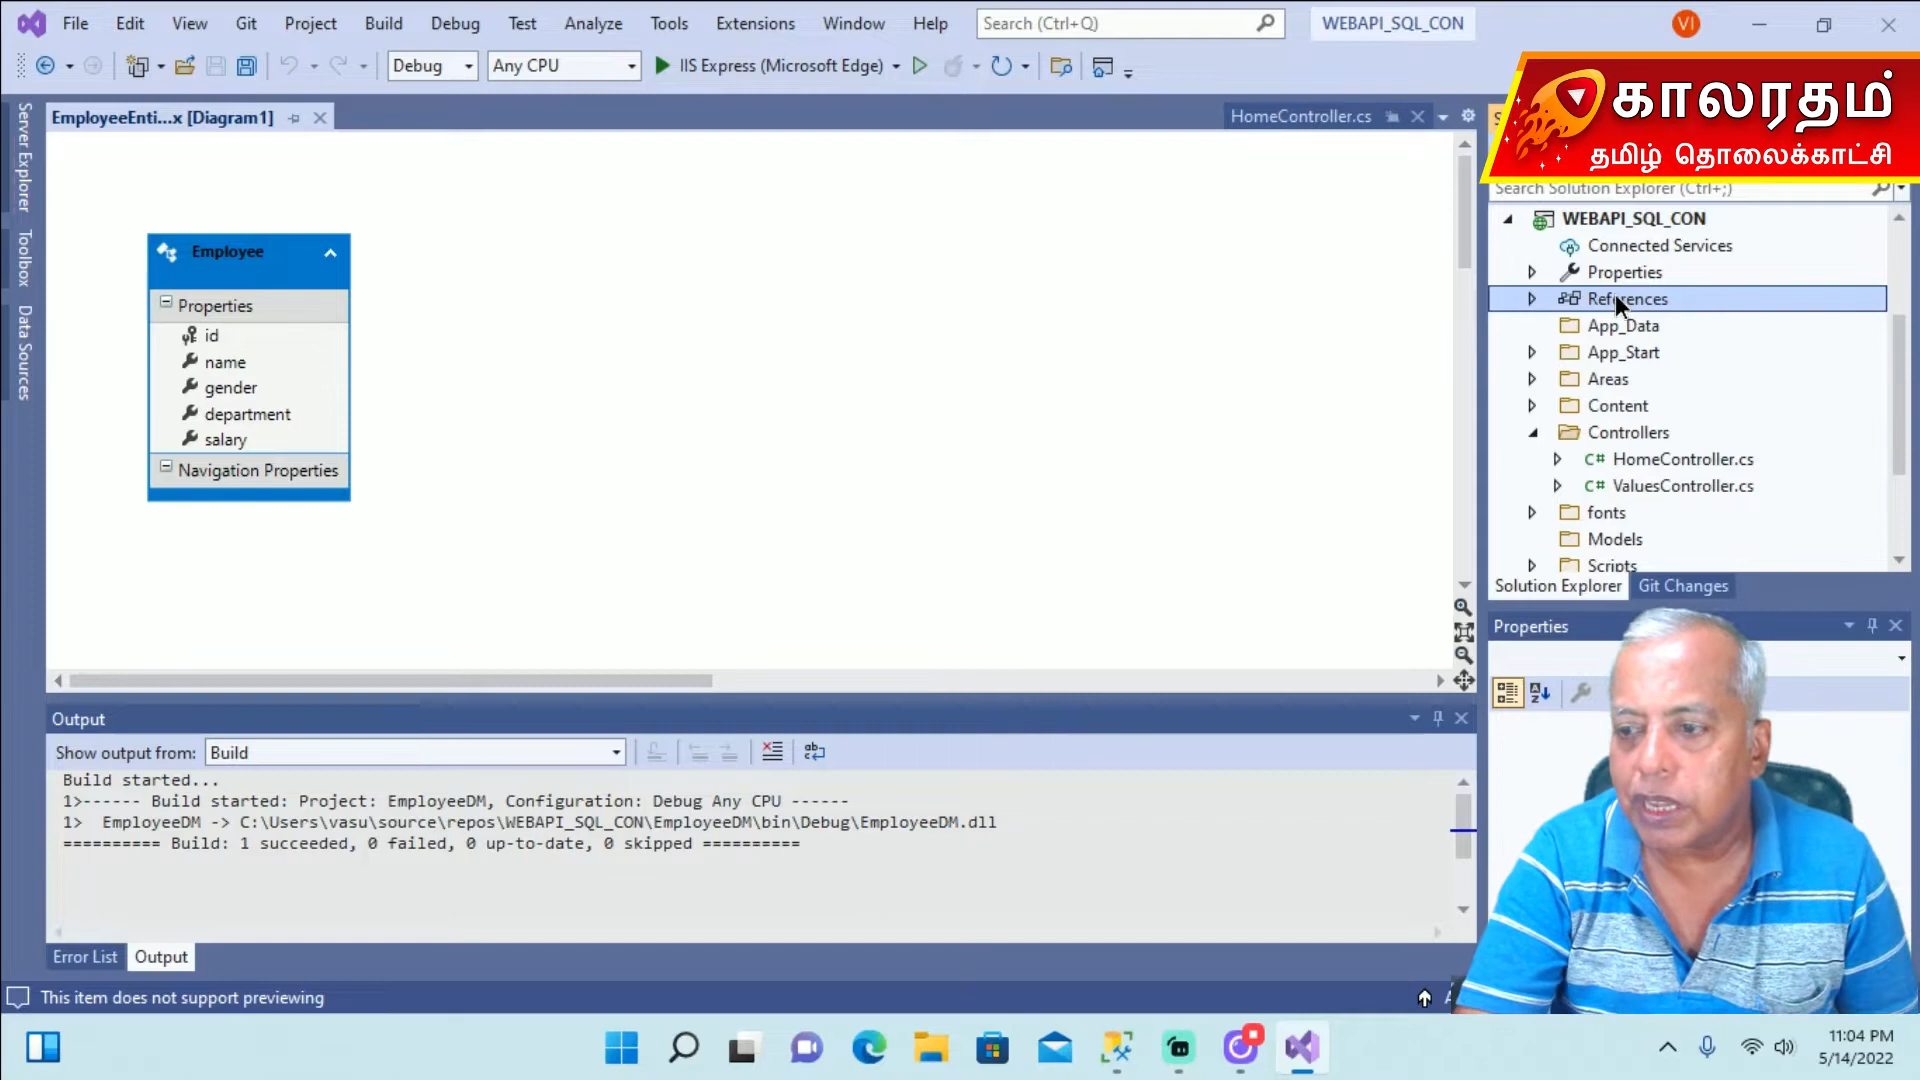 File Edit View Git Project Build Debug Test Analyze Tools Extensions Window Help Search (Ctrl+Q) WEBAPI_SQL_CON VI
Debug Any CPU IIS Express (Microsoft Edge)
காலரதம்
தமிழ் தொலைக்காட்சி
Server Explorer
Toolbox
Data Sources
EmployeeEnti...x [Diagram1]
HomeController.cs
Employee
Properties
id
name
gender
department
salary
Navigation Properties
Search Solution Explorer (Ctrl+;)
WEBAPI_SQL_CON
Connected Services
Properties
References
App_Data
App_Start
Areas
Content
Controllers
C# HomeController.cs
C# ValuesController.cs
fonts
Models
Scripts
Solution Explorer Git Changes
Properties
Output
Show output from: Build
Build started...
1>------ Build started: Project: EmployeeDM, Configuration: Debug Any CPU ------
1>  EmployeeDM -> C:\Users\vasu\source\repos\WEBAPI_SQL_CON\EmployeeDM\bin\Debug\EmployeeDM.dll
========== Build: 1 succeeded, 0 failed, 0 up-to-date, 0 skipped ==========
Error List Output
This item does not support previewing
11:04 PM
5/14/2022